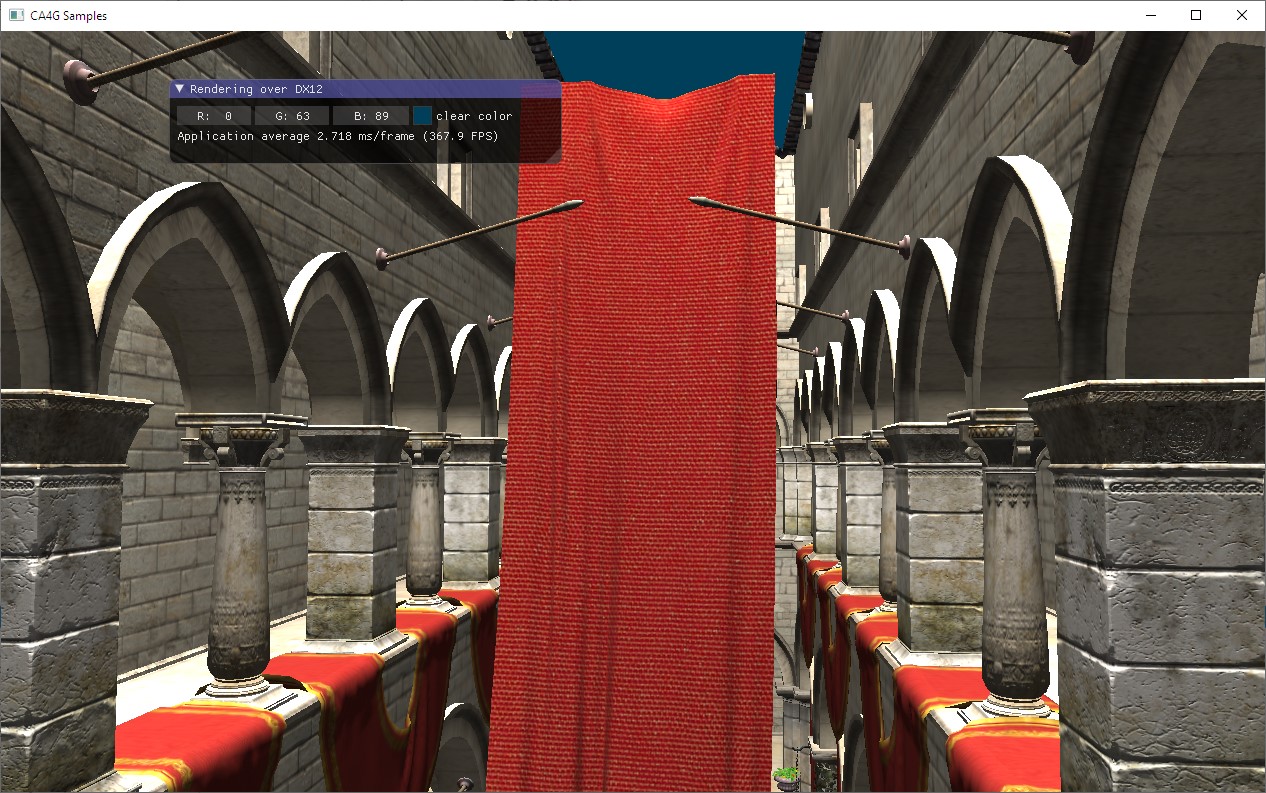 CA4G Samples
Rendering over DX12
R: 0 G: 63 B: 89 clear color
Application average 2.718 ms/frame (367.9 FPS)